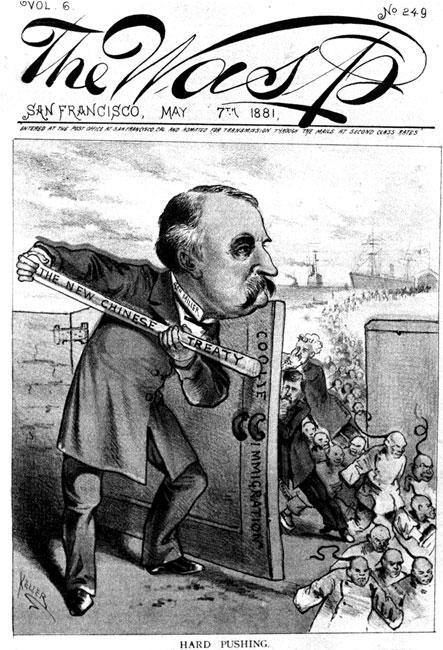 VOL. 6.
No 249
The Wasp
SAN FRANCISCO, MAY 7TH 1881,
ENTERED AT THE POST OFFICE AT SAN FRANCISCO, CAL. AND ADMITTED FOR TRANSMISSION THROUGH THE MAILS AT SECOND CLASS RATES
SEN. MILLER
THE NEW CHINESE TREATY
COOLIE
IMMIGRATION
KELLER
HARD PUSHING.